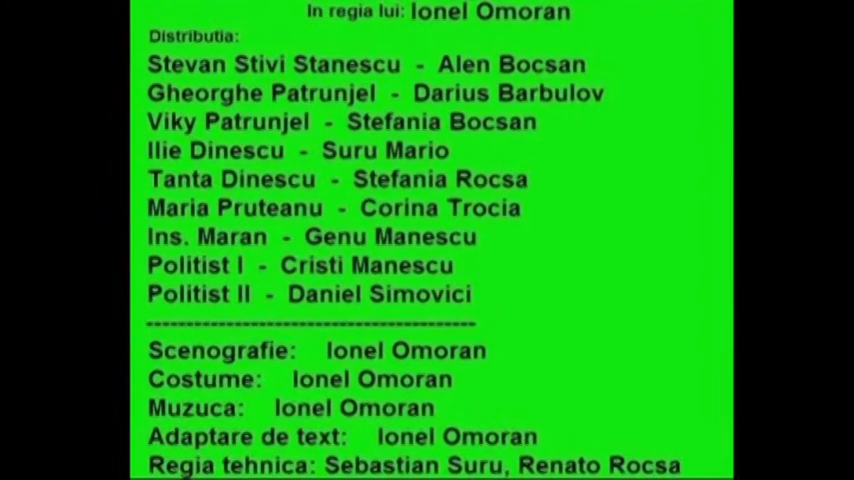 In regia lui: Ionel Omoran
Distributia:
Stevan Stivi Stanescu - Alen Bocsan
Gheorghe Patrunjel - Darius Barbulov
Viky Patrunjel - Stefania Bocsan
Ilie Dinescu - Suru Mario
Tanta Dinescu - Stefania Rocsa
Maria Pruteanu - Corina Trocia
Ins. Maran - Genu Manescu
Politist I - Cristi Manescu
Politist II - Daniel Simovici
------------------------------------------
Scenografie: Ionel Omoran
Costume: Ionel Omoran
Muzuca: Ionel Omoran
Adaptare de text: Ionel Omoran
Regia tehnica: Sebastian Suru, Renato Rocsa